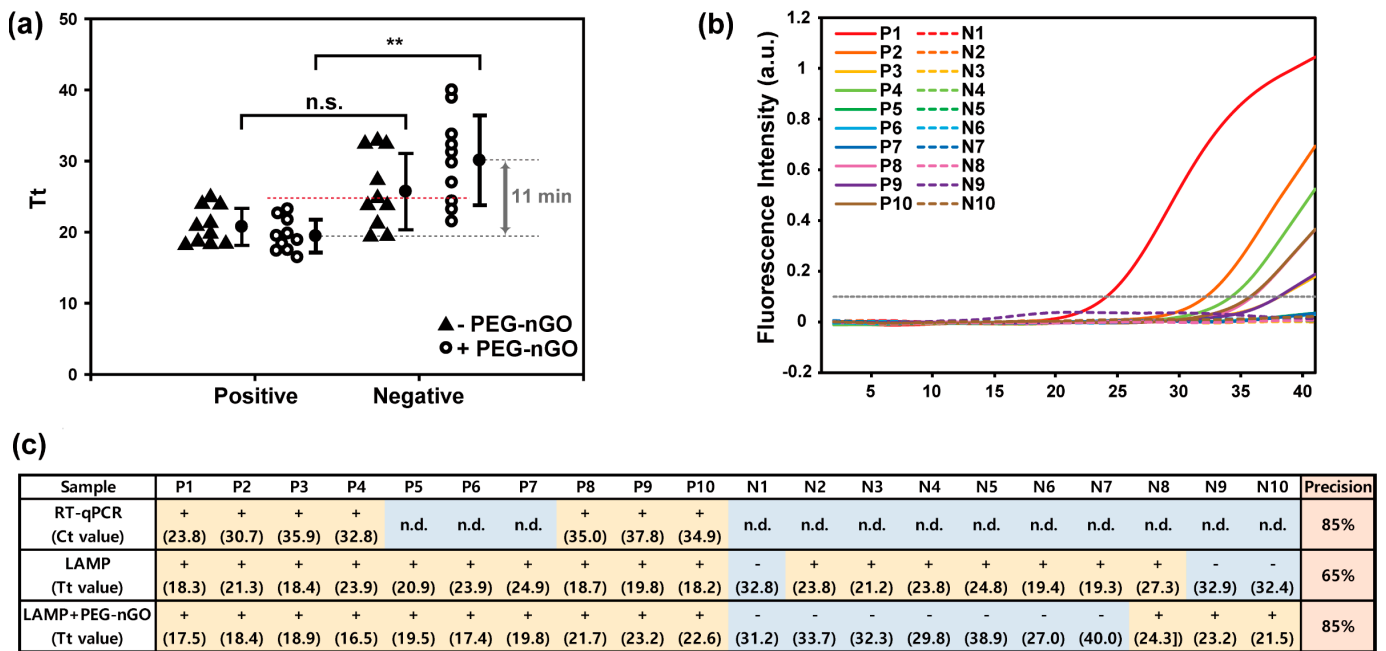 (a)
50
40
30
20
10
0
Tt
**
n.s.
11 min
- PEG-nGO
+ PEG-nGO
Positive
Negative
(b)
Fluorescence Intensity (a.u.)
1.2
1
0.8
0.6
0.4
0.2
0
-0.2
P1 N1
P2 N2
P3 N3
P4 N4
P5 N5
P6 N6
P7 N7
P8 N8
P9 N9
P10 N10
5 10 15 20 25 30 35 40
(c)
Sample P1 P2 P3 P4 P5 P6 P7 P8 P9 P10 N1 N2 N3 N4 N5 N6 N7 N8 N9 N10 Precision
RT-qPCR + + + + n.d. n.d. n.d. + + + n.d. n.d. n.d. n.d. n.d. n.d. n.d. n.d. n.d. n.d. 85%
(Ct value) (23.8) (30.7) (35.9) (32.8) (35.0) (37.8) (34.9)
LAMP + + + + + + + + + + - + + + + + + + - - 65%
(Tt value) (18.3) (21.3) (18.4) (23.9) (20.9) (23.9) (24.9) (18.7) (19.8) (18.2) (32.8) (23.8) (21.2) (23.8) (24.8) (19.4) (19.3) (27.3) (32.9) (32.4)
LAMP+PEG-nGO + + + + + + + + + + - - - - - - - + + + 85%
(Tt value) (17.5) (18.4) (18.9) (16.5) (19.5) (17.4) (19.8) (21.7) (23.2) (22.6) (31.2) (33.7) (32.3) (29.8) (38.9) (27.0) (40.0) (24.3]) (23.2) (21.5)